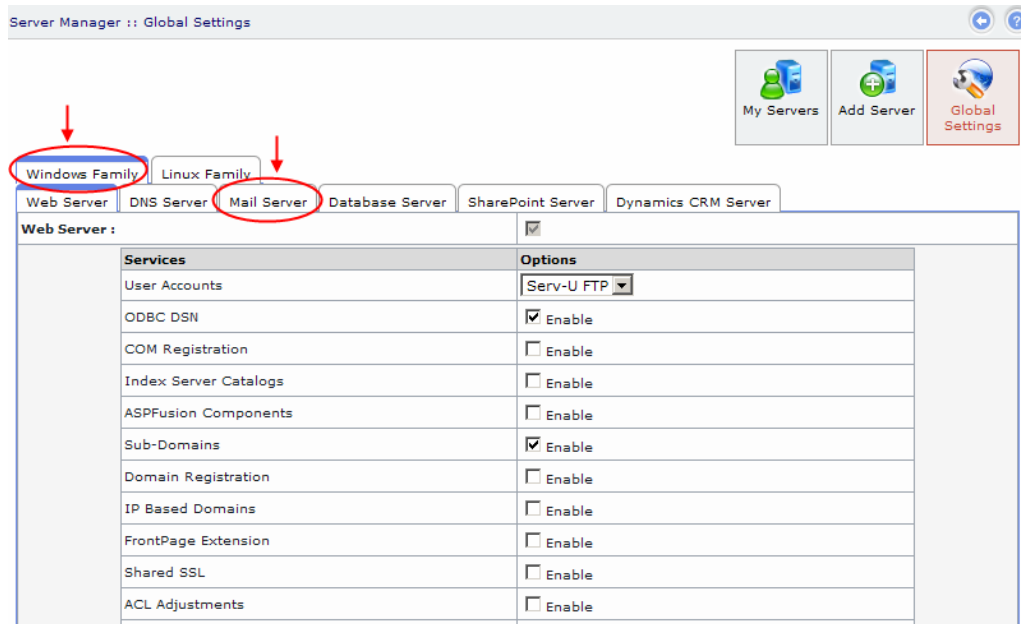 Server Manager :: Global Settings
?
My Servers
Add Server
Global
Settings
Windows Family
Linux Family
Web Server
DNS Server
Mail Server
Database Server
SharePoint Server
Dynamics CRM Server
Web Server :
Services
Options
User Accounts
Serv-U FTP
ODBC DSN
Enable
COM Registration
Enable
Index Server Catalogs
Enable
ASPFusion Components
Enable
Sub-Domains
Enable
Domain Registration
Enable
IP Based Domains
Enable
FrontPage Extension
Enable
Shared SSL
Enable
ACL Adjustments
Enable